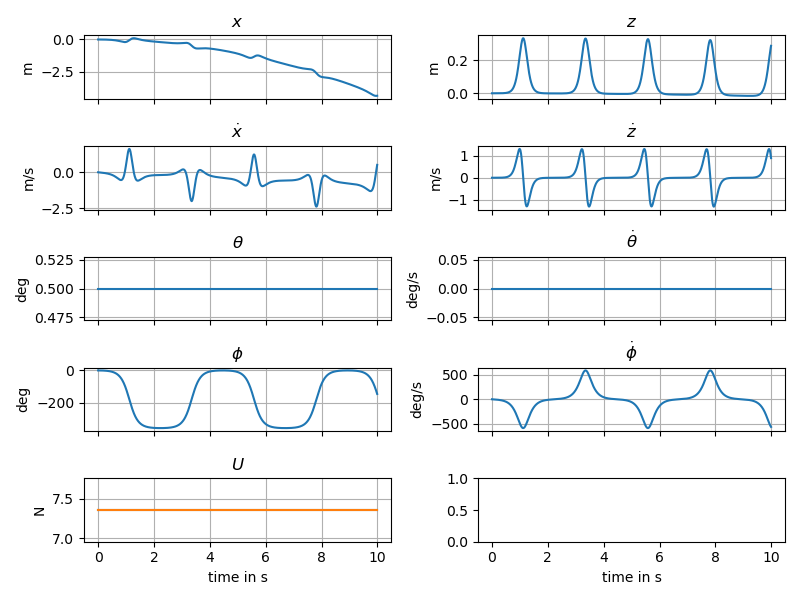 x
z
0.0
−2.5
m
0.2
0.0
m
ẋ
ż
0.0
−2.5
m/s
1
0
−1
m/s
θ
θ̇
0.525
0.500
0.475
deg
0.05
0.00
−0.05
deg/s
ϕ
ϕ̇
0
−200
deg
500
0
−500
deg/s
U
7.5
7.0
N
1.0
0.5
0.0
0 2 4 6 8 10
0 2 4 6 8 10
time in s
time in s